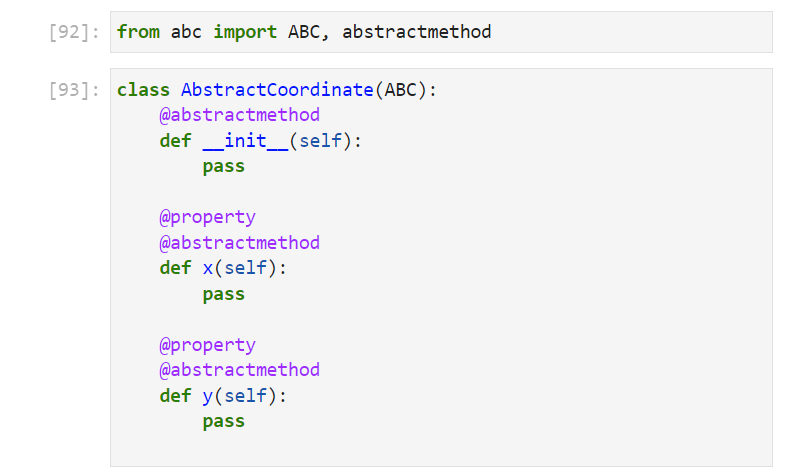 [92]: from abc import ABC, abstractmethod
[93]: class AbstractCoordinate(ABC):
    @abstractmethod
    def __init__(self):
        pass

    @property
    @abstractmethod
    def x(self):
        pass

    @property
    @abstractmethod
    def y(self):
        pass